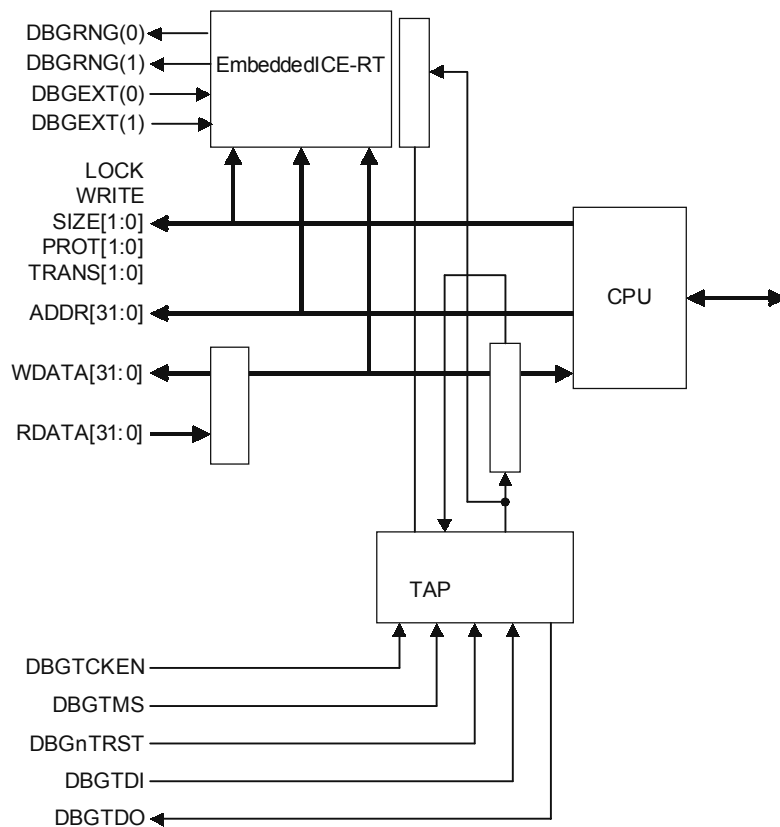 DBGRNG(0)
DBGRNG(1)
EmbeddedICE-RT
DBGEXT(0)
DBGEXT(1)
LOCK
WRITE
SIZE[1:0]
PROT[1:0]
TRANS[1:0]
CPU
ADDR[31:0]
WDATA[31:0]
RDATA[31:0]
TAP
DBGTCKEN
DBGTMS
DBGnTRST
DBGTDI
DBGTDO